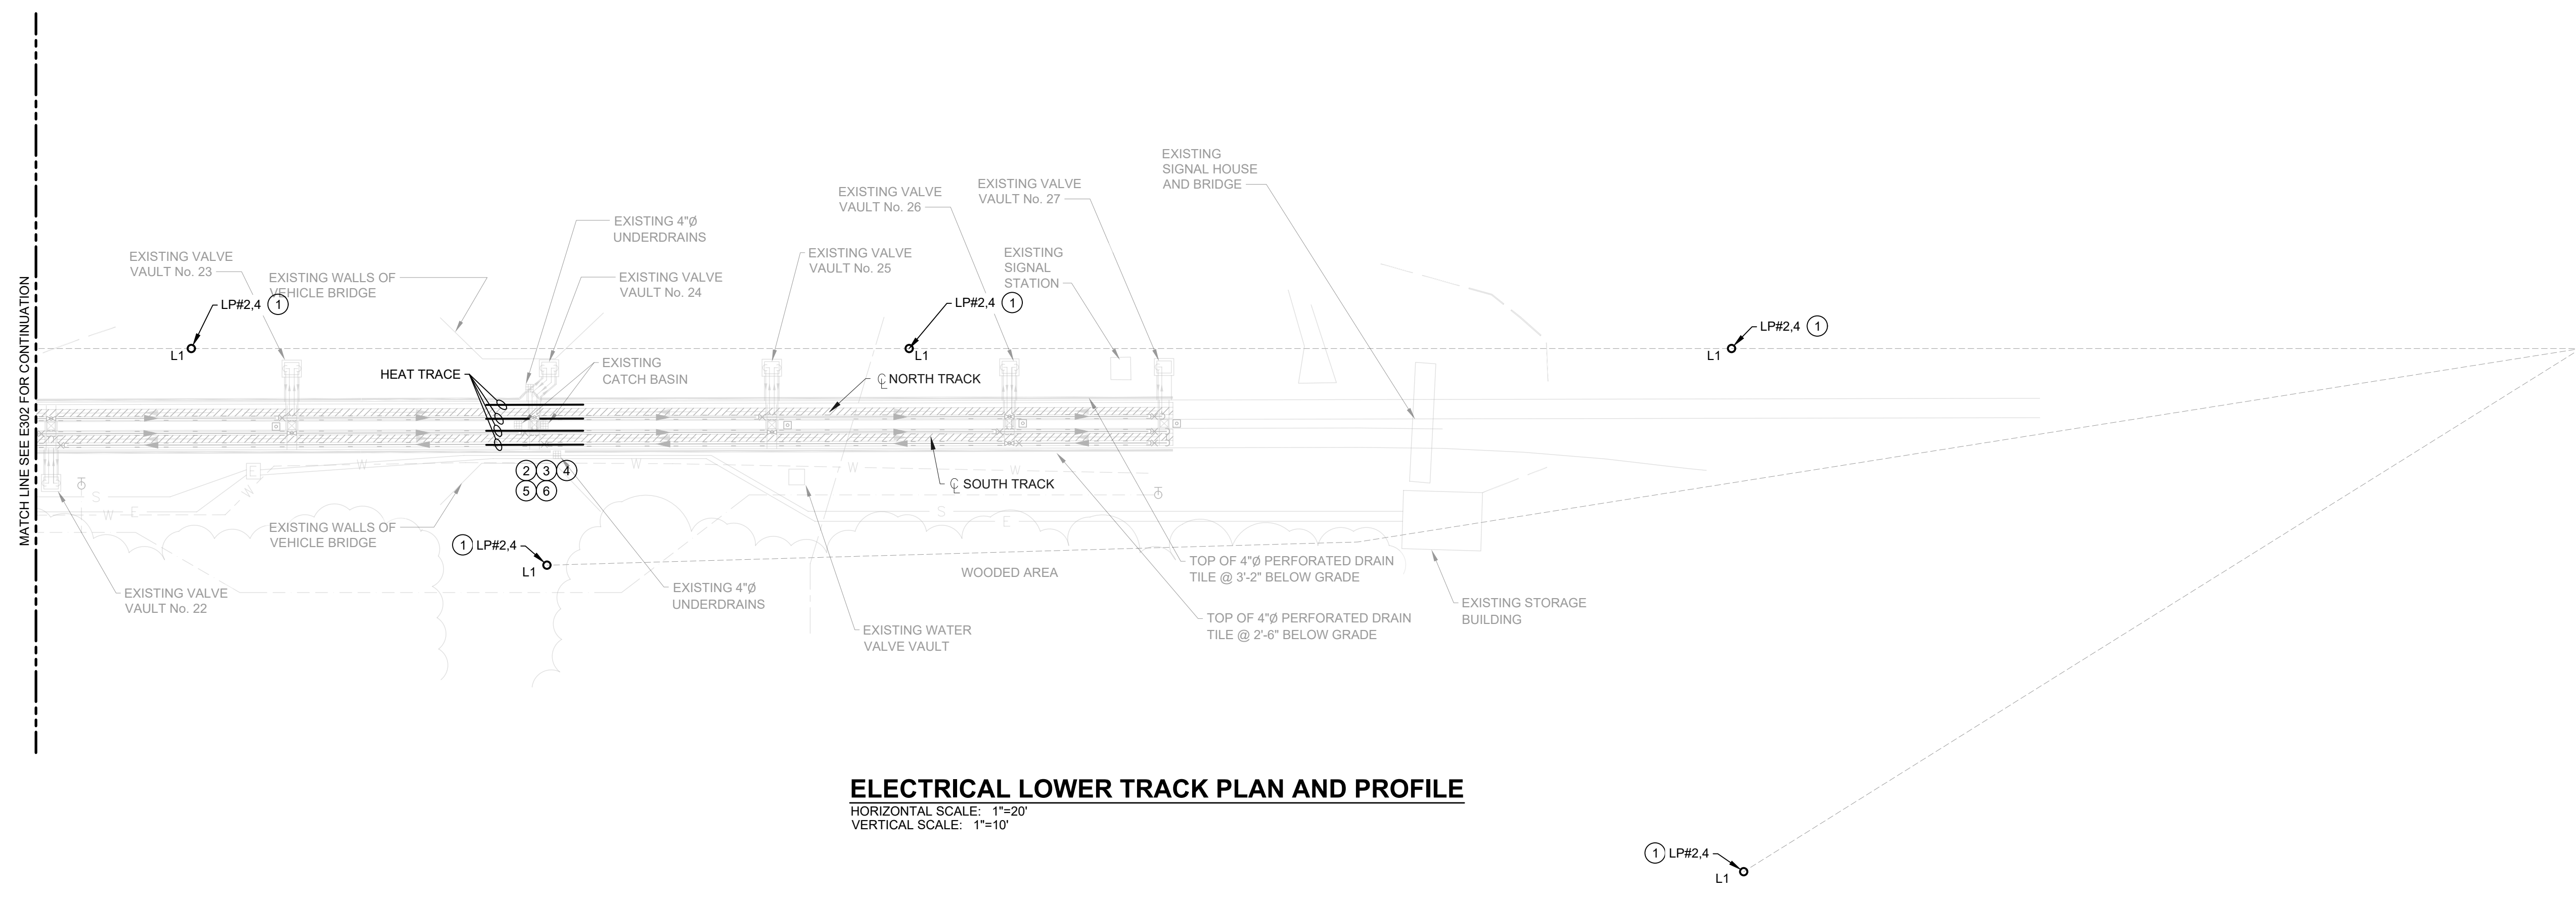 EXISTING
SIGNAL HOUSE
AND BRIDGE
EXISTING VALVE
VAULT No. 27
EXISTING VALVE
VAULT No. 26
EXISTING 4"Ø
UNDERDRAINS
EXISTING VALVE
VAULT No. 25
EXISTING
SIGNAL
STATION
EXISTING VALVE
VAULT No. 23
EXISTING WALLS OF
VEHICLE BRIDGE
EXISTING VALVE
VAULT No. 24
LP#2,4 1
L1
LP#2,4 1
L1
LP#2,4 1
L1
MATCH LINE SEE E302 FOR CONTINUATION
HEAT TRACE
EXISTING
CATCH BASIN
℄ NORTH TRACK
E
W
W
W
W
W
S
E
W
S
E
2 3 4
5 6
℄ SOUTH TRACK
EXISTING WALLS OF
VEHICLE BRIDGE
1 LP#2,4
L1
WOODED AREA
TOP OF 4"Ø PERFORATED DRAIN
TILE @ 3'-2" BELOW GRADE
EXISTING VALVE
VAULT No. 22
EXISTING 4"Ø
UNDERDRAINS
EXISTING WATER
VALVE VAULT
TOP OF 4"Ø PERFORATED DRAIN
TILE @ 2'-6" BELOW GRADE
EXISTING STORAGE
BUILDING
ELECTRICAL LOWER TRACK PLAN AND PROFILE
HORIZONTAL SCALE: 1"=20'
VERTICAL SCALE: 1"=10'
1 LP#2,4
L1